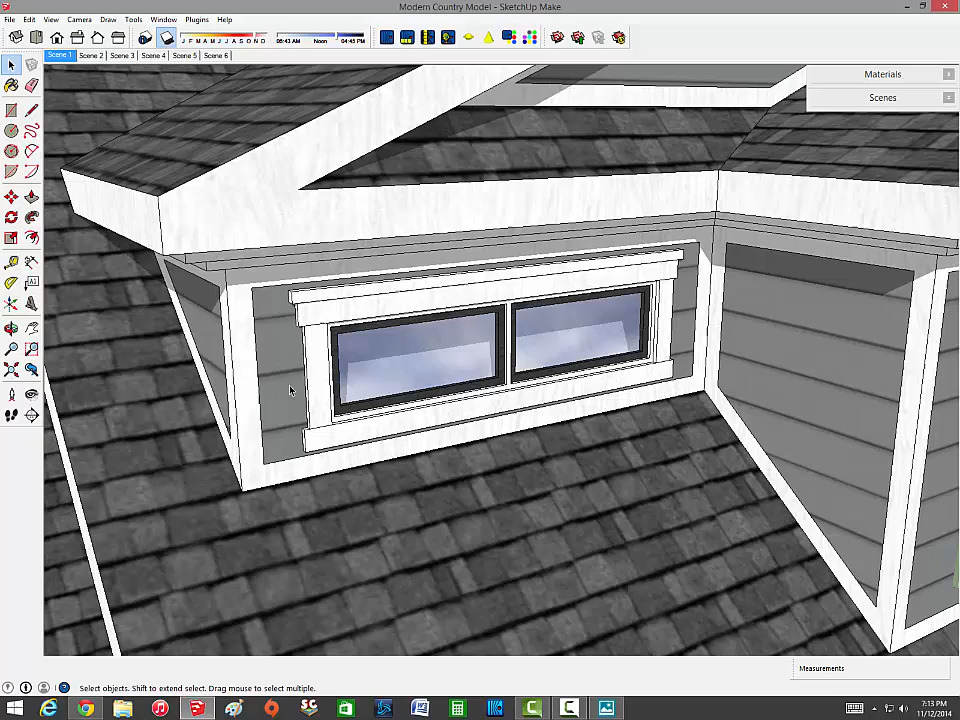 Modern Country Model - SketchUp Make
File Edit View Camera Draw Tools Window Plugins Help
J F M A M J J A S O N D
06:43 AM Noon 04:45 PM
Scene 1 Scene 2 Scene 3 Scene 4 Scene 5 Scene 6
Materials
Scenes
Measurements
Select objects. Shift to extend select. Drag mouse to select multiple.
7:13 PM
11/12/2014